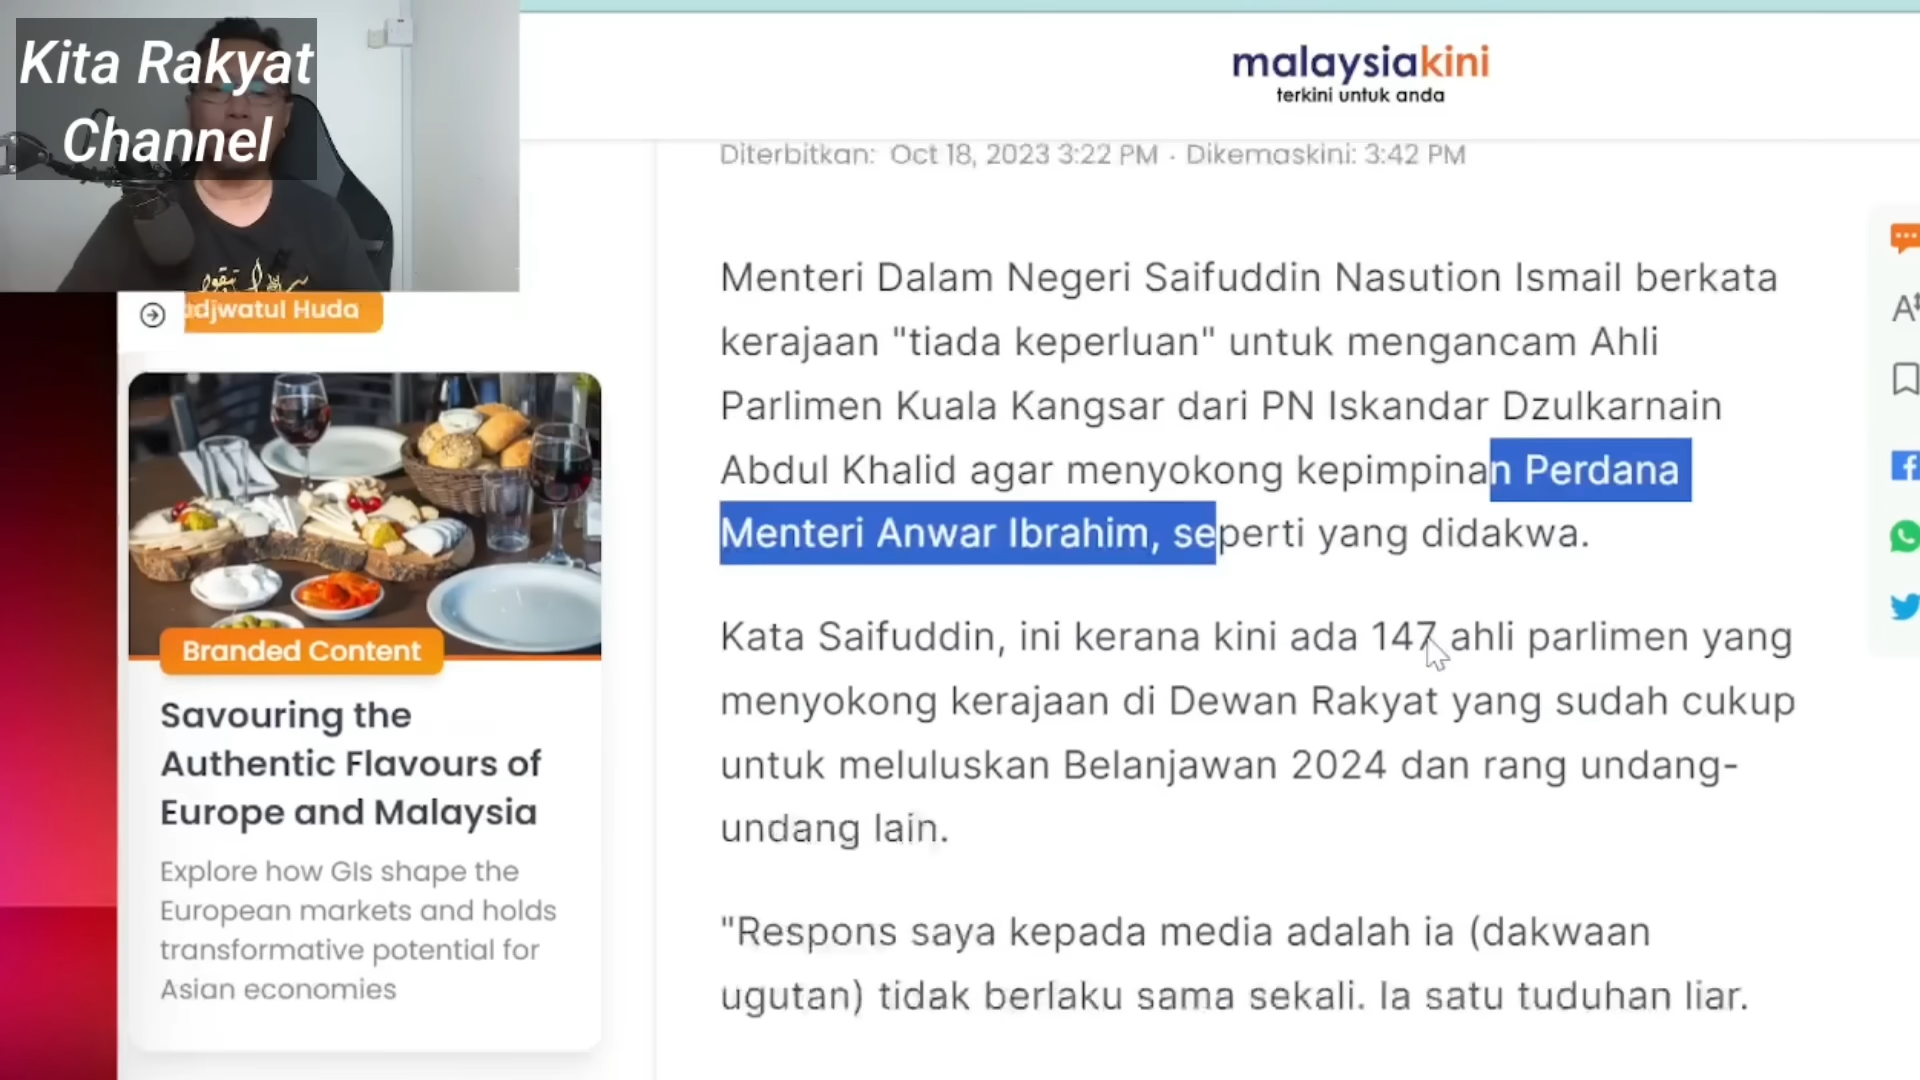 Kita Rakyat
Channel
malaysiakini
terkini untuk anda
Diterbitkan: Oct 18, 2023 3:22 PM · Dikemaskini: 3:42 PM
Menteri Dalam Negeri Saifuddin Nasution Ismail berkata
kerajaan "tiada keperluan" untuk mengancam Ahli
Parlimen Kuala Kangsar dari PN Iskandar Dzulkarnain
Abdul Khalid agar menyokong kepimpinan Perdana
Menteri Anwar Ibrahim, seperti yang didakwa.
Kata Saifuddin, ini kerana kini ada 147 ahli parlimen yang
menyokong kerajaan di Dewan Rakyat yang sudah cukup
untuk meluluskan Belanjawan 2024 dan rang undang-
undang lain.
"Respons saya kepada media adalah ia (dakwaan
ugutan) tidak berlaku sama sekali. Ia satu tuduhan liar.
adjwatul Huda
Branded Content
Savouring the
Authentic Flavours of
Europe and Malaysia
Explore how GIs shape the
European markets and holds
transformative potential for
Asian economies